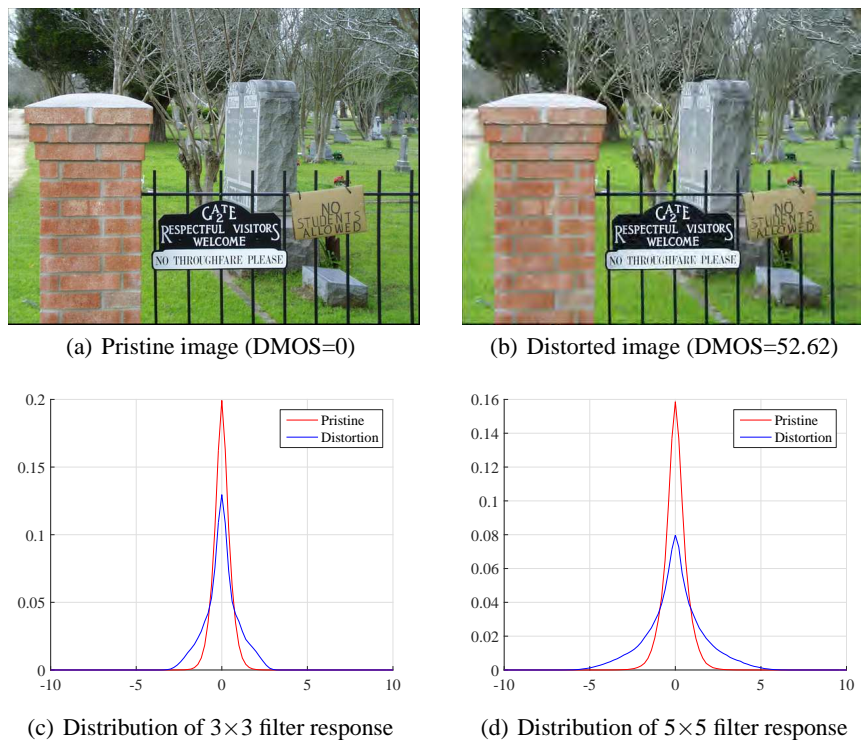 GATE
2
RESPECTFUL VISITORS
WELCOME
NO THROUGHFARE PLEASE
NO
STUDENTS
ALLOWED
GATE
2
RESPECTFUL VISITORS
WELCOME
NO THROUGHFARE PLEASE
NO
STUDENTS
ALLOWED
(a) Pristine image (DMOS=0)
(b) Distorted image (DMOS=52.62)
0.2
0.15
0.1
0.05
0
-10
-5
0
5
10
Pristine
Distortion
0.16
0.14
0.12
0.1
0.08
0.06
0.04
0.02
0
-10
-5
0
5
10
Pristine
Distortion
(c) Distribution of 3×3 filter response
(d) Distribution of 5×5 filter response